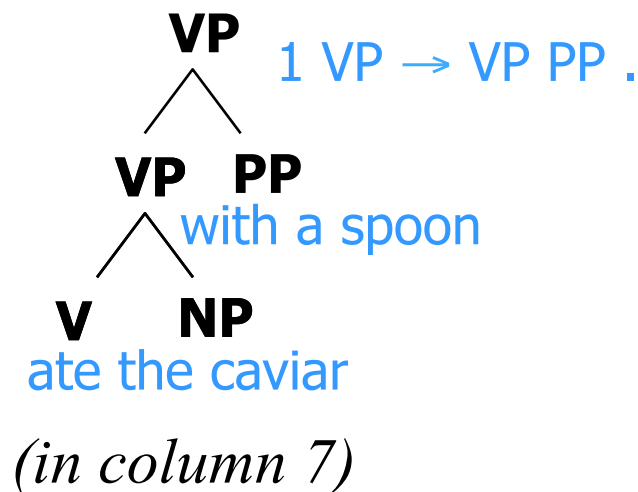 VP
1 VP → VP PP .
VP PP
with a spoon
V NP
ate the caviar
(in column 7)